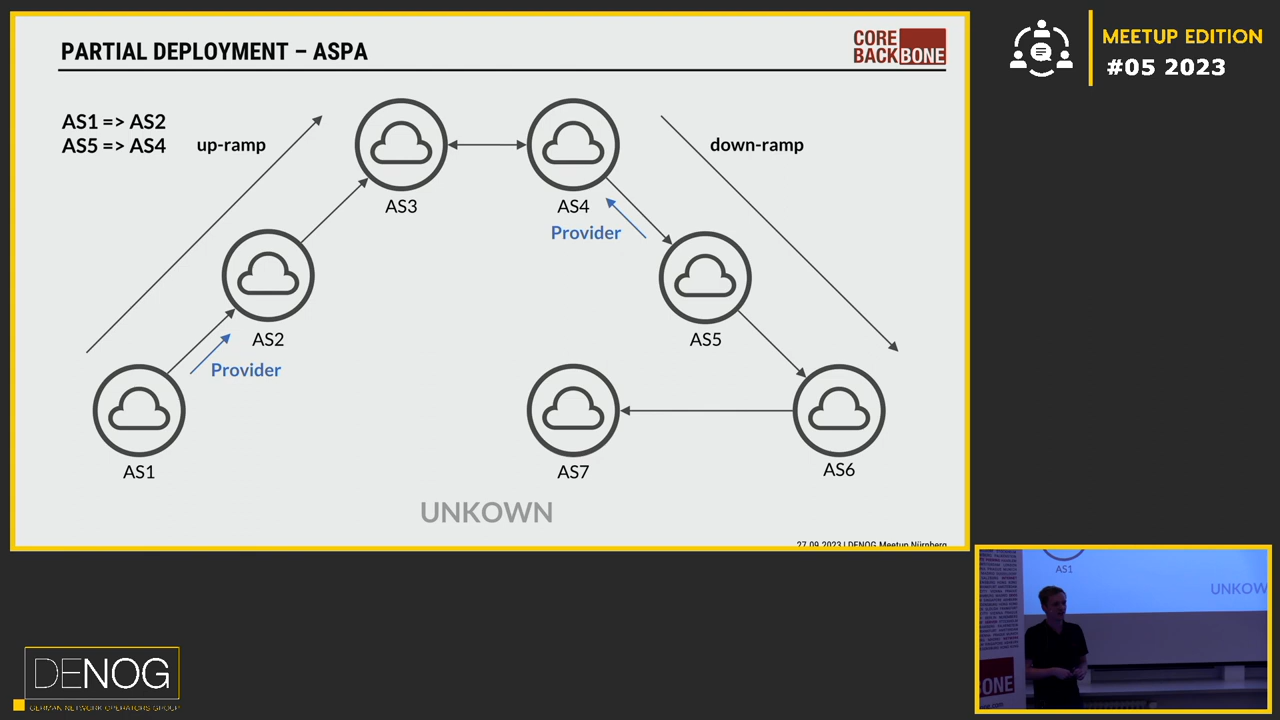 PARTIAL DEPLOYMENT – ASPA
CORE
BACKBONE
AS1 => AS2
AS5 => AS4
up-ramp
down-ramp
AS3
AS4
Provider
AS2
AS5
Provider
AS1
AS7
AS6
UNKOWN
27.09.2023 | DENOG Meetup Nürnberg
MEETUP EDITION
#05 2023
AS1
UNKOW
ONE
DENOG
GERMAN NETWORK OPERATORS GROUP